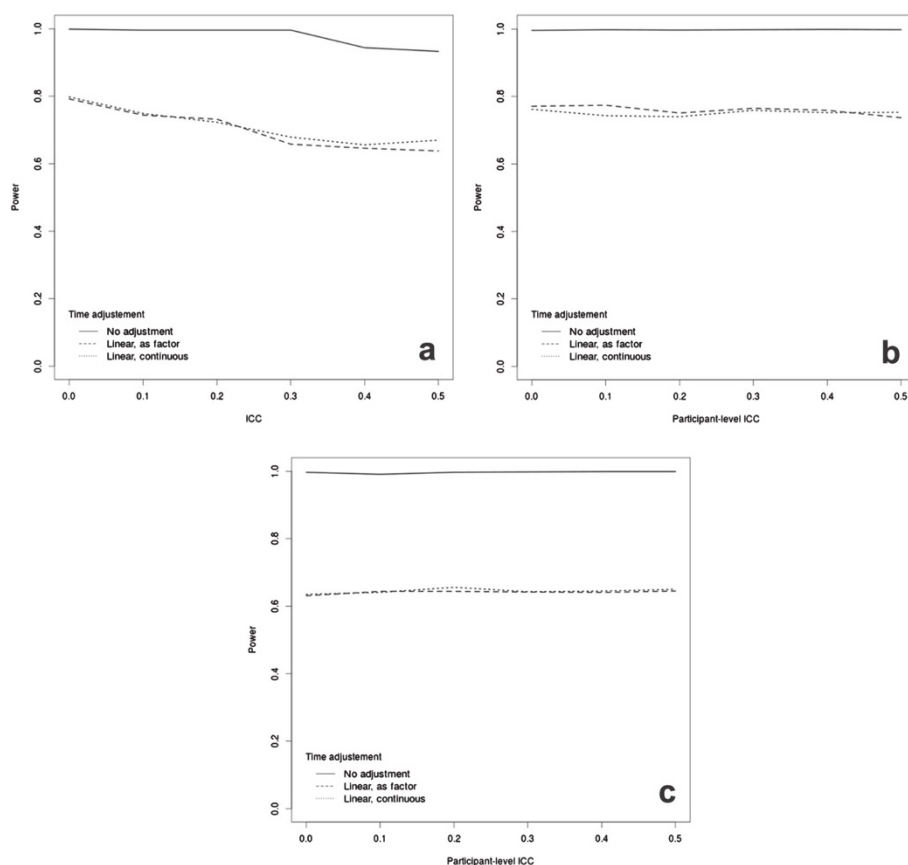 1.0
0.8
0.6
0.4
0.2
0.0
Power
Time adjustement
No adjustment
Linear, as factor
Linear, continuous
a
0.0 0.1 0.2 0.3 0.4 0.5
ICC
1.0
0.8
0.6
0.4
0.2
0.0
Power
Time adjustement
No adjustment
Linear, as factor
Linear, continuous
b
0.0 0.1 0.2 0.3 0.4 0.5
Participant-level ICC
1.0
0.8
0.6
0.4
0.2
0.0
Power
Time adjustement
No adjustment
Linear, as factor
Linear, continuous
c
0.0 0.1 0.2 0.3 0.4 0.5
Participant-level ICC